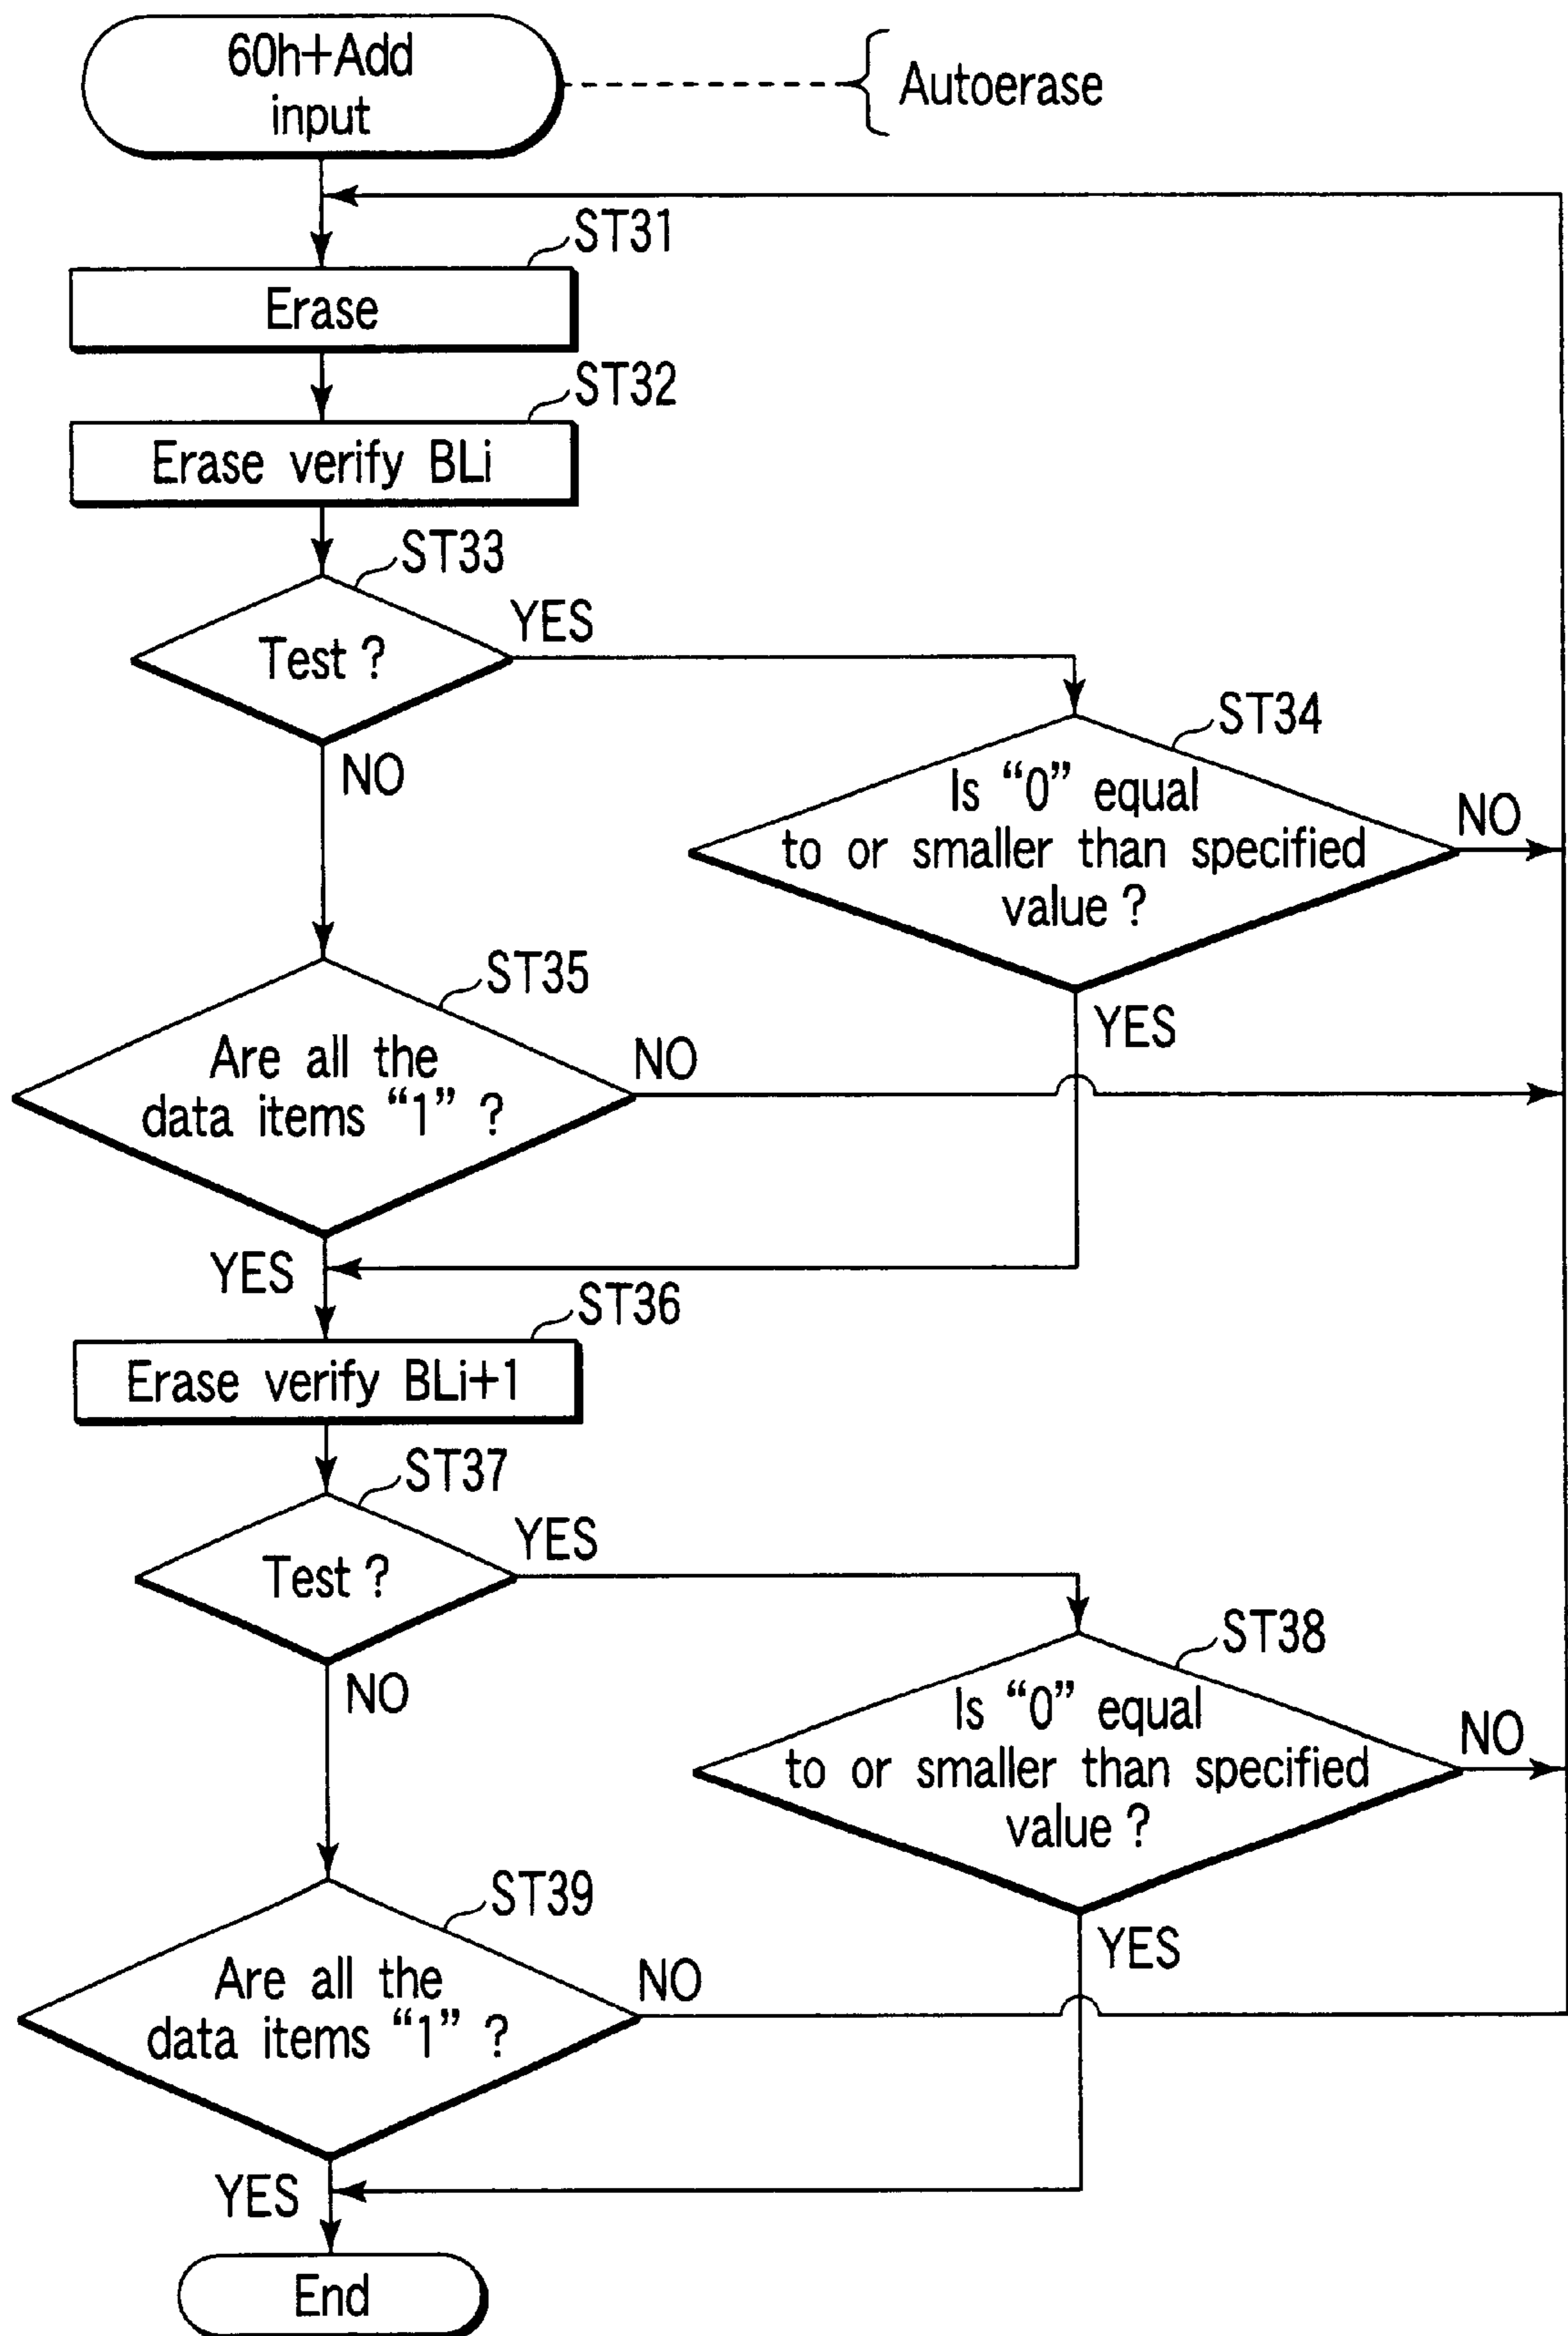 60h+Add
input
Autoerase
ST31
Erase
ST32
Erase verify BLi
ST33
Test ?
YES
NO
ST34
Is “0” equal
to or smaller than specified
value ?
NO
YES
ST35
Are all the
data items “1” ?
NO
YES
ST36
Erase verify BLi+1
ST37
Test ?
YES
NO
ST38
Is “0” equal
to or smaller than specified
value ?
NO
YES
ST39
Are all the
data items “1” ?
NO
YES
End